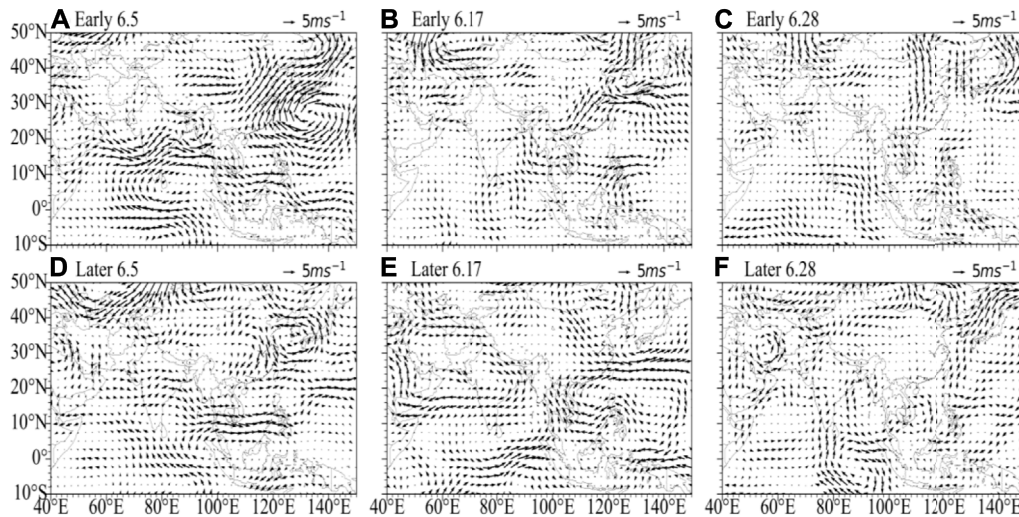 A Early 6.5 → 5ms⁻¹ B Early 6.17 → 5ms⁻¹ C Early 6.28 → 5ms⁻¹
50°N
40°N
30°N
20°N
10°N
0°
10°S
D Later 6.5 → 5ms⁻¹ E Later 6.17 → 5ms⁻¹ F Later 6.28 → 5ms⁻¹
50°N
40°N
30°N
20°N
10°N
0°
10°S
40°E 60°E 80°E 100°E 120°E 140°E 40°E 60°E 80°E 100°E 120°E 140°E 40°E 60°E 80°E 100°E 120°E 140°E